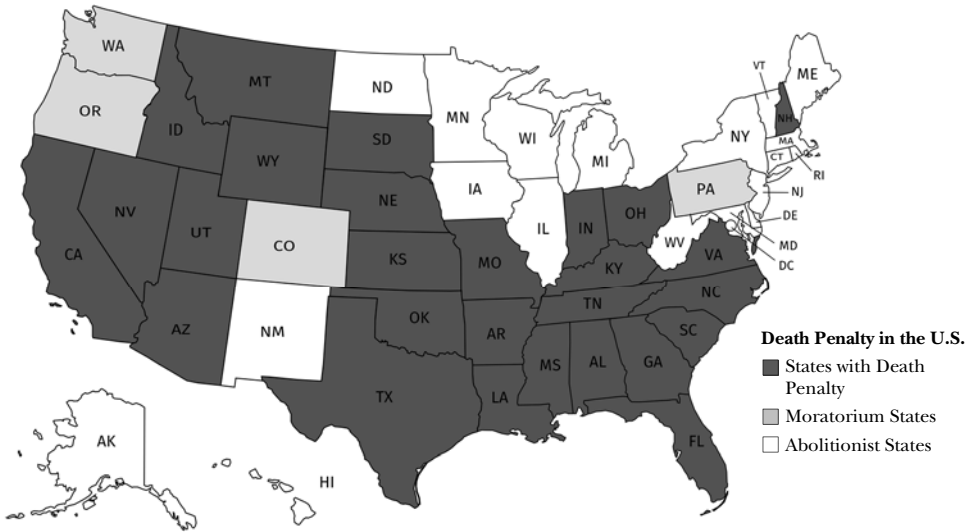 WA
OR
CA
NV
ID
MT
WY
UT
AZ
CO
NM
ND
SD
NE
KS
OK
TX
MN
IA
MO
AR
LA
WI
IL
MI
IN
OH
KY
TN
MS
AL
GA
FL
SC
NC
VA
WV
PA
NY
VT
NH
ME
MA
CT
RI
NJ
DE
MD
DC
AK
HI
Death Penalty in the U.S.
States with Death
Penalty
Moratorium States
Abolitionist States